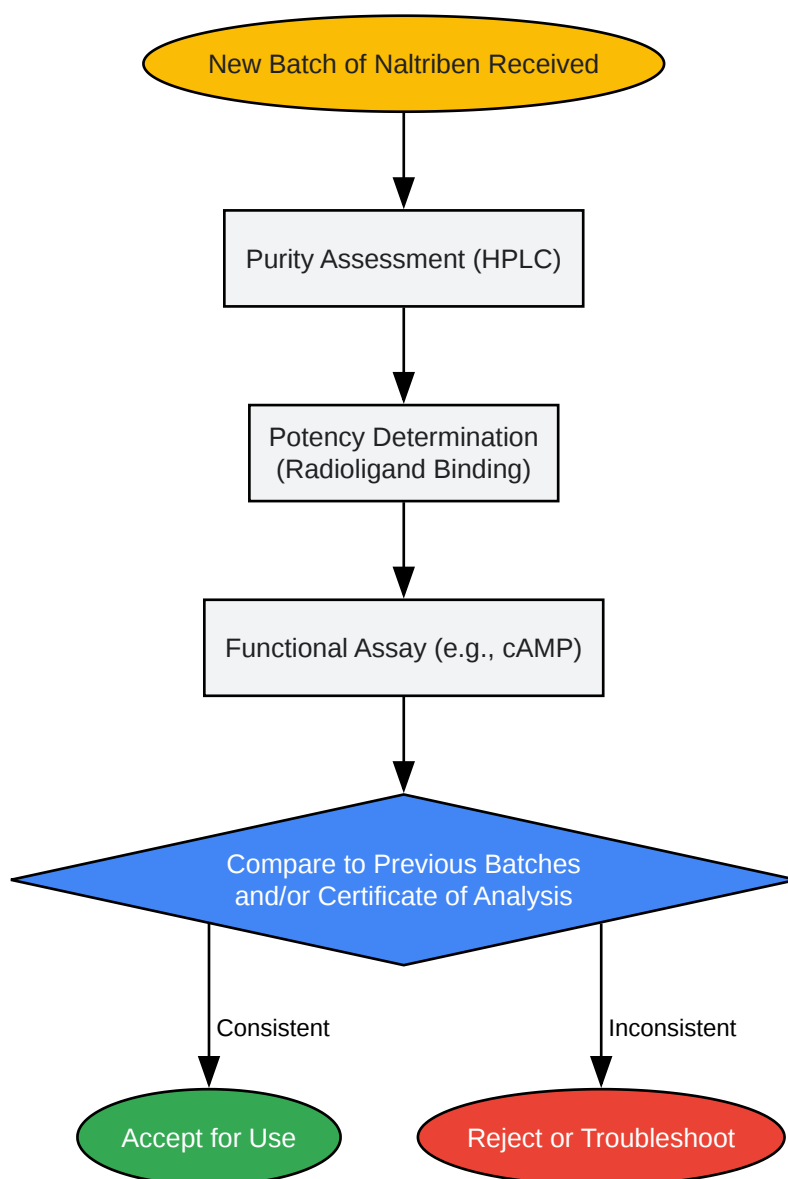 New Batch of Naltriben Received
Purity Assessment (HPLC)
Potency Determination
(Radioligand Binding)
Functional Assay (e.g., cAMP)
Compare to Previous Batches
and/or Certificate of Analysis
Consistent
Inconsistent
Accept for Use
Reject or Troubleshoot